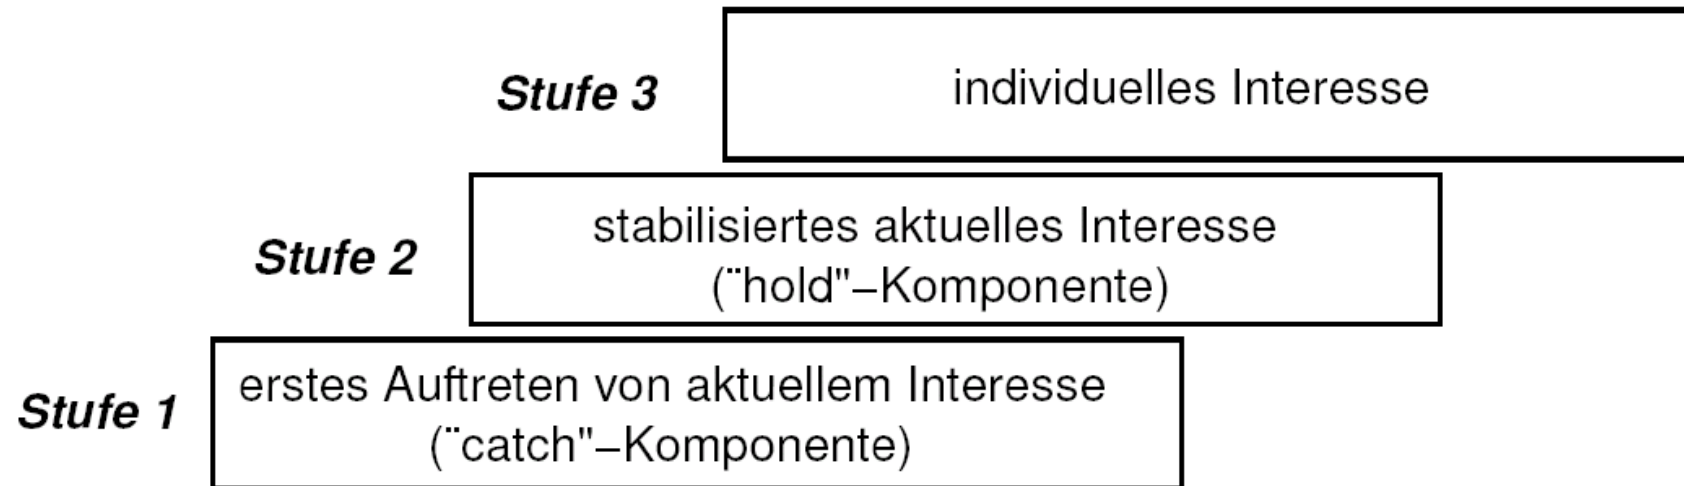 Stufe 3
individuelles Interesse
Stufe 2
stabilisiertes aktuelles Interesse
(¨hold"–Komponente)
Stufe 1
erstes Auftreten von aktuellem Interesse
(¨catch"–Komponente)